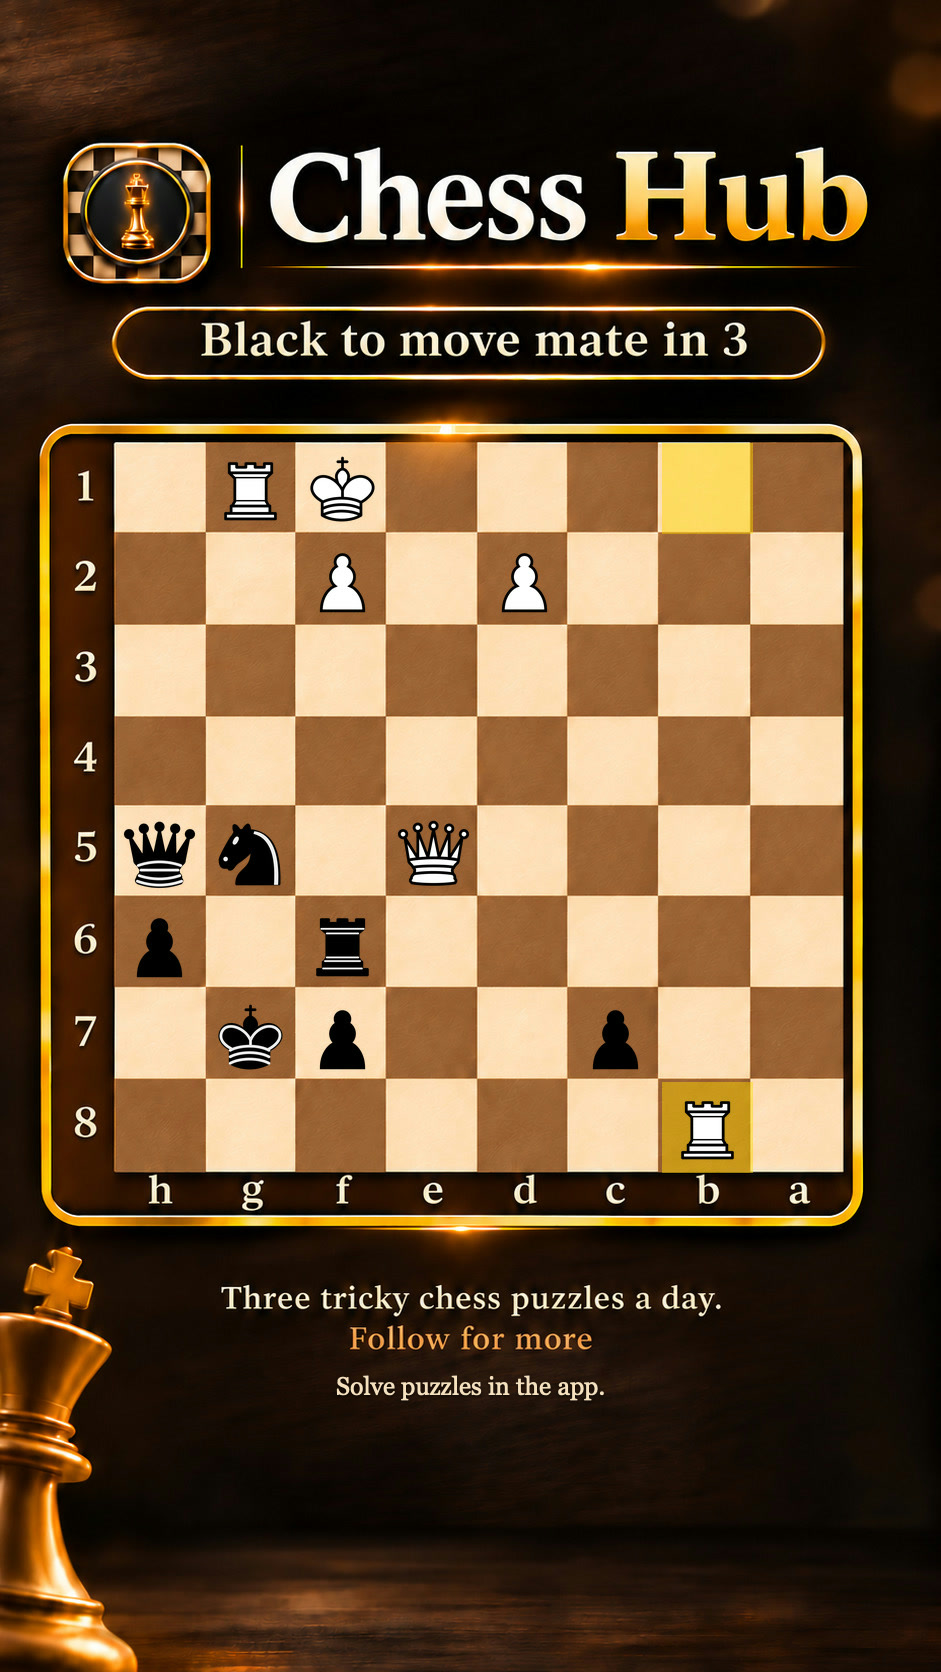 Chess Hub
Black to move mate in 3
1
2
3
4
5
6
7
8
h g f e d c b a
Three tricky chess puzzles a day.
Follow for more
Solve puzzles in the app.